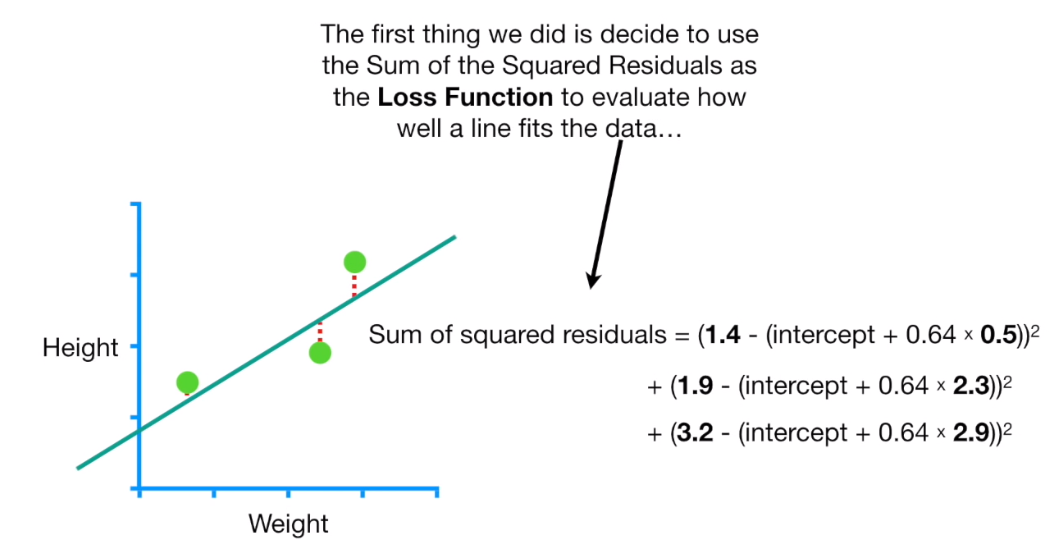 The first thing we did is decide to use
the Sum of the Squared Residuals as
the Loss Function to evaluate how
well a line fits the data…
Height
Sum of squared residuals = (1.4 - (intercept + 0.64 × 0.5))²
+ (1.9 - (intercept + 0.64 × 2.3))²
+ (3.2 - (intercept + 0.64 × 2.9))²
Weight